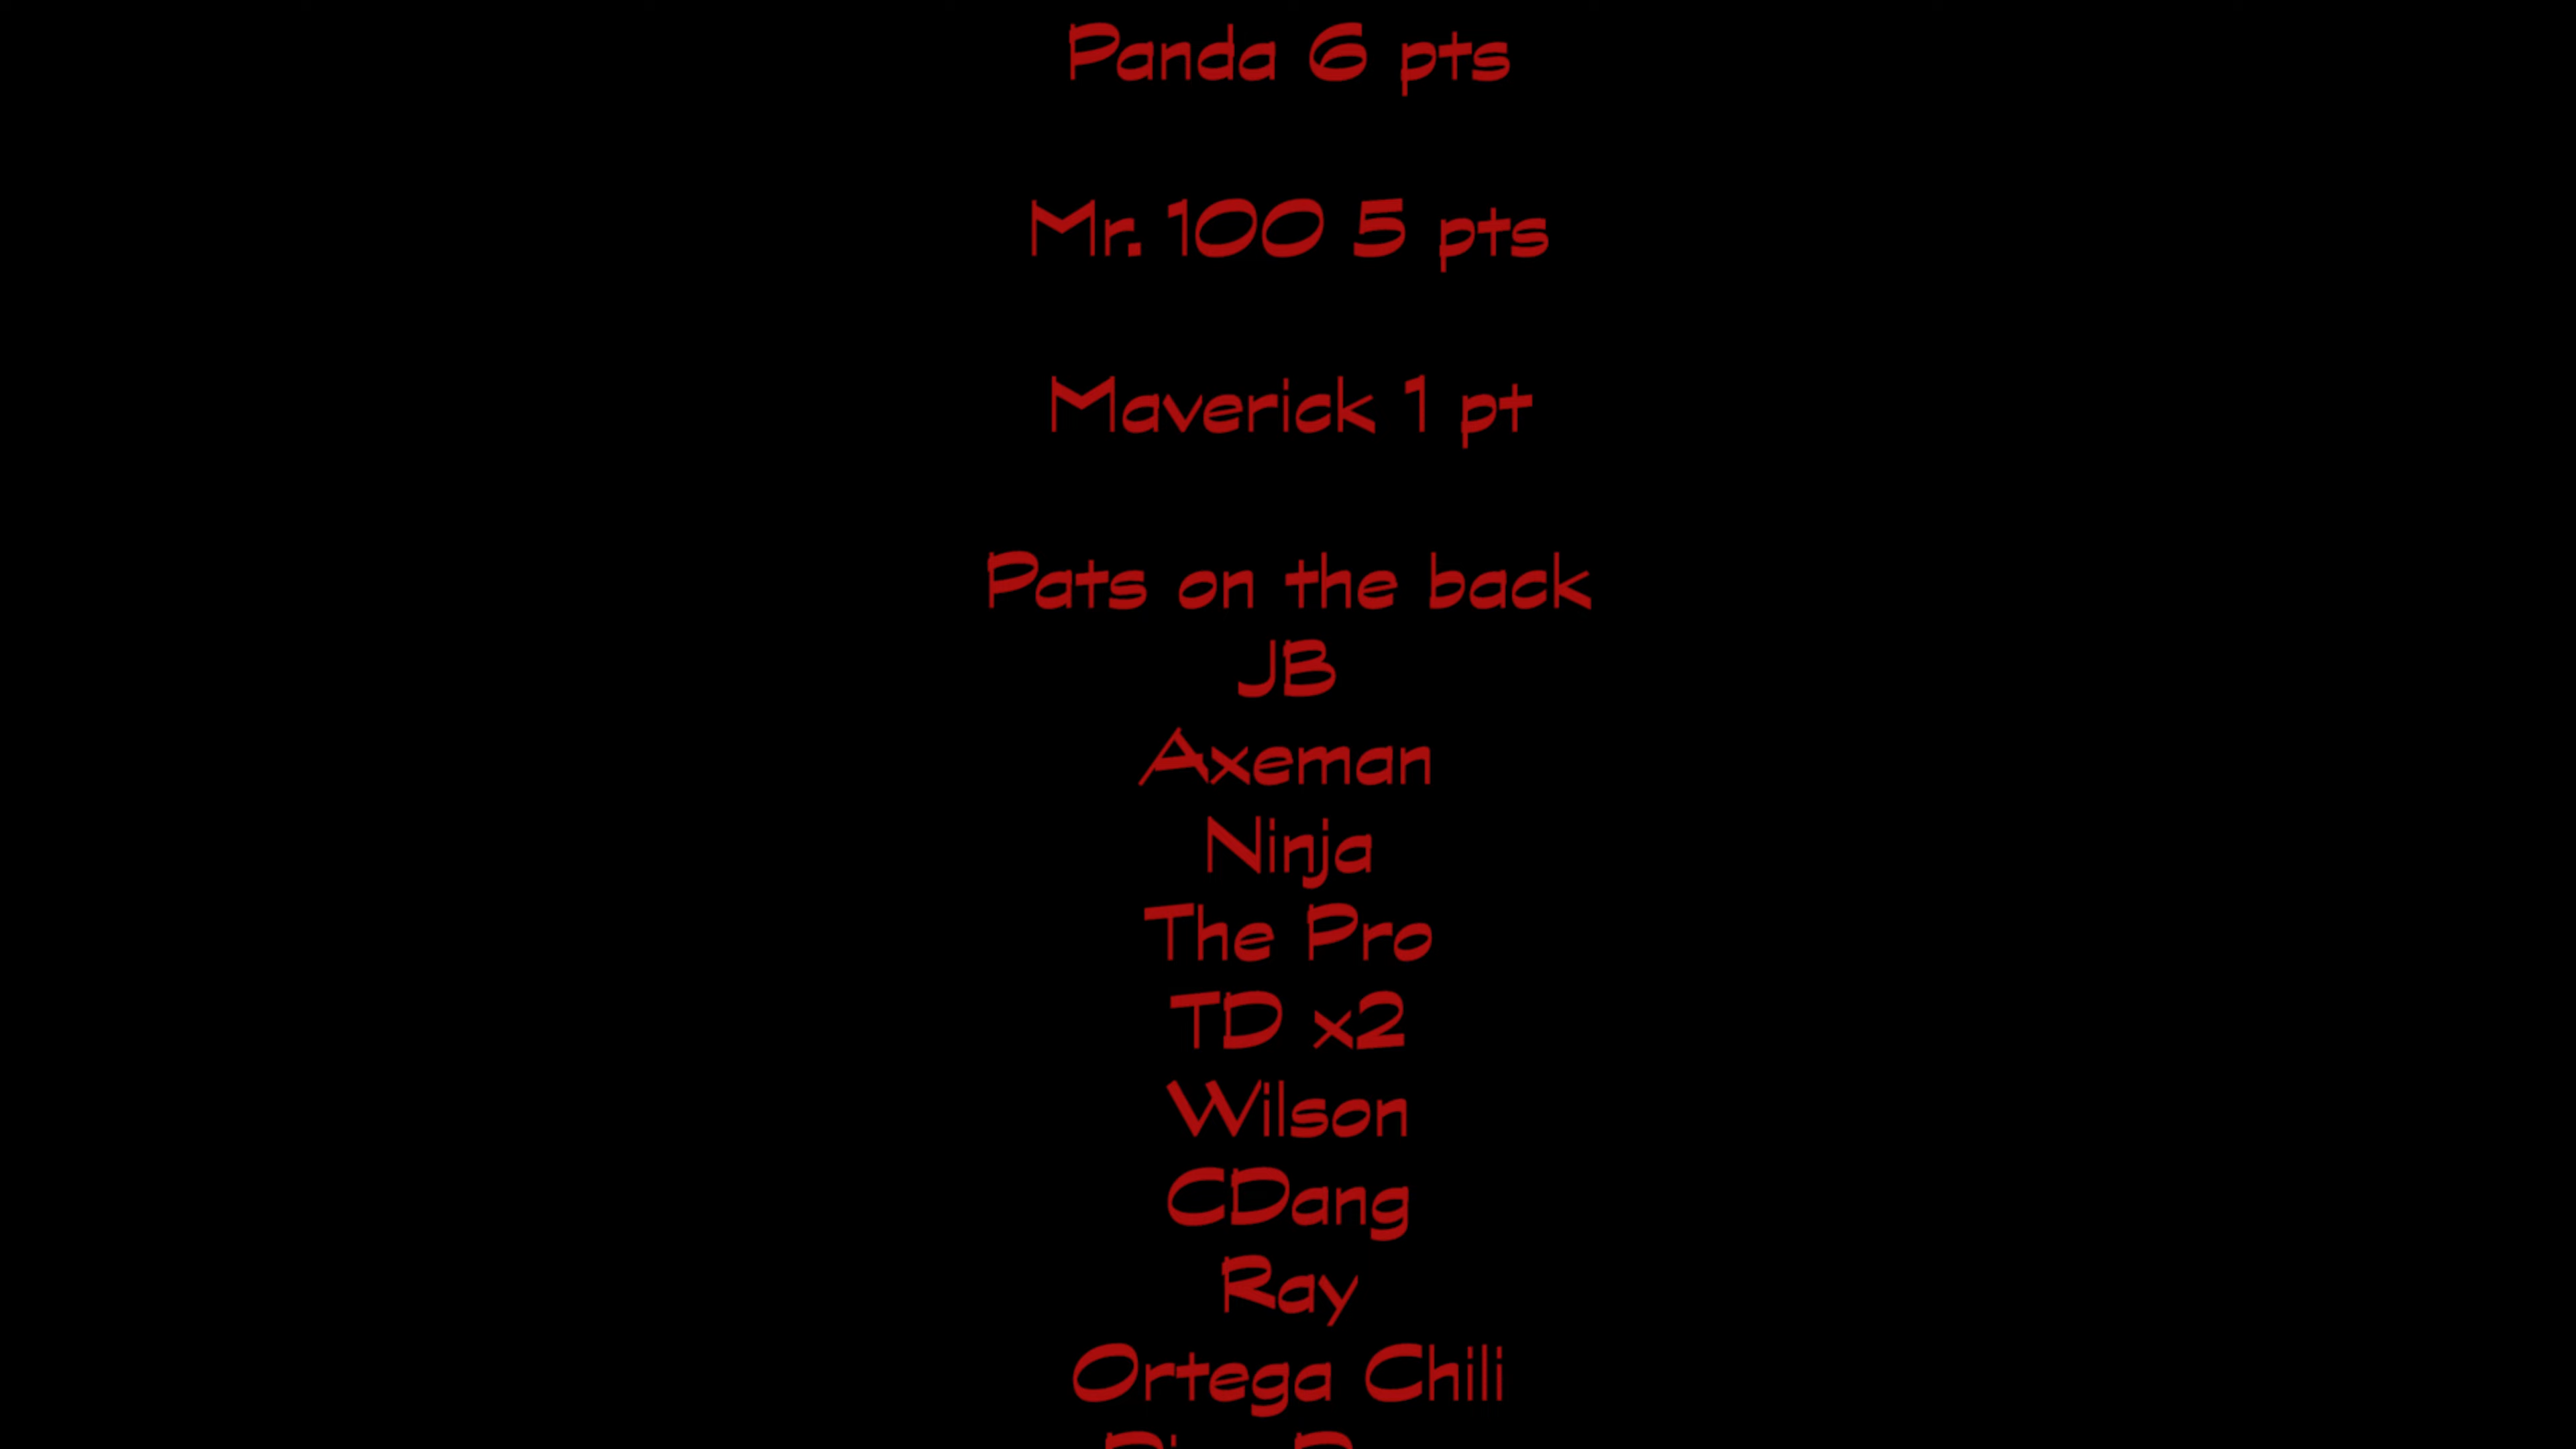 Panda 6 pts
Mr. 100 5 pts
Maverick 1 pt
Pats on the back
JB
Axeman
Ninja
The Pro
TD x2
Wilson
CDang
Ray
Ortega Chili